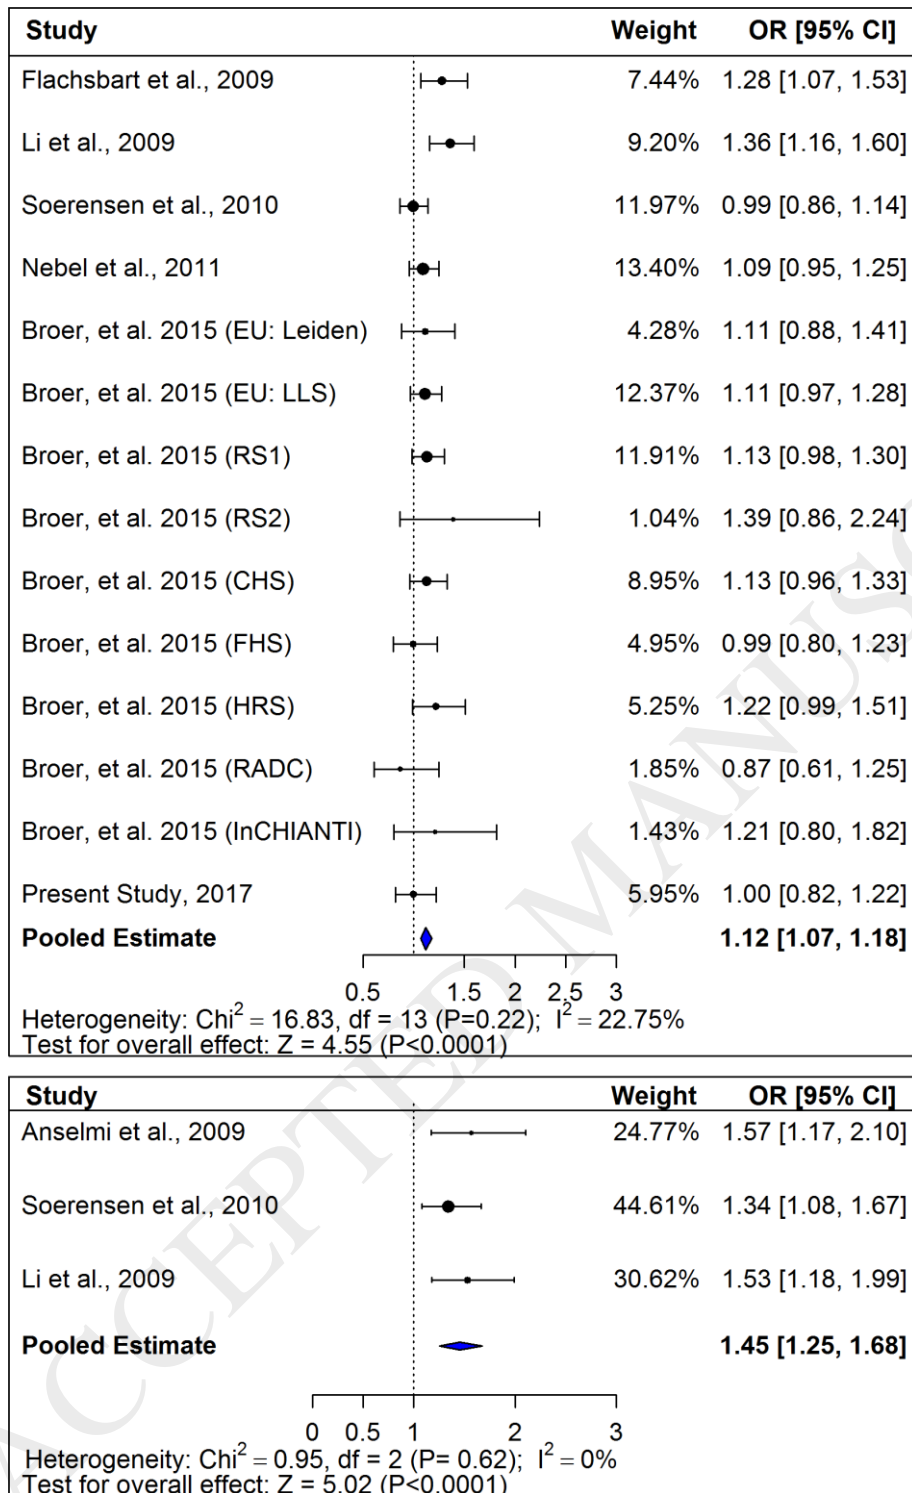 Study Weight OR [95% CI]
Flachsbart et al., 2009 7.44% 1.28 [1.07, 1.53]
Li et al., 2009 9.20% 1.36 [1.16, 1.60]
Soerensen et al., 2010 11.97% 0.99 [0.86, 1.14]
Nebel et al., 2011 13.40% 1.09 [0.95, 1.25]
Broer, et al. 2015 (EU: Leiden) 4.28% 1.11 [0.88, 1.41]
Broer, et al. 2015 (EU: LLS) 12.37% 1.11 [0.97, 1.28]
Broer, et al. 2015 (RS1) 11.91% 1.13 [0.98, 1.30]
Broer, et al. 2015 (RS2) 1.04% 1.39 [0.86, 2.24]
Broer, et al. 2015 (CHS) 8.95% 1.13 [0.96, 1.33]
Broer, et al. 2015 (FHS) 4.95% 0.99 [0.80, 1.23]
Broer, et al. 2015 (HRS) 5.25% 1.22 [0.99, 1.51]
Broer, et al. 2015 (RADC) 1.85% 0.87 [0.61, 1.25]
Broer, et al. 2015 (InCHIANTI) 1.43% 1.21 [0.80, 1.82]
Present Study, 2017 5.95% 1.00 [0.82, 1.22]
Pooled Estimate 1.12 [1.07, 1.18]
0.5 1.5 2 2.5 3
Heterogeneity: Chi² = 16.83, df = 13 (P=0.22); I² = 22.75%
Test for overall effect: Z = 4.55 (P<0.0001)
Study Weight OR [95% CI]
Anselmi et al., 2009 24.77% 1.57 [1.17, 2.10]
Soerensen et al., 2010 44.61% 1.34 [1.08, 1.67]
Li et al., 2009 30.62% 1.53 [1.18, 1.99]
Pooled Estimate 1.45 [1.25, 1.68]
0 0.5 1 2 3
Heterogeneity: Chi² = 0.95, df = 2 (P= 0.62); I² = 0%
Test for overall effect: Z = 5.02 (P<0.0001)
ACCEPTED